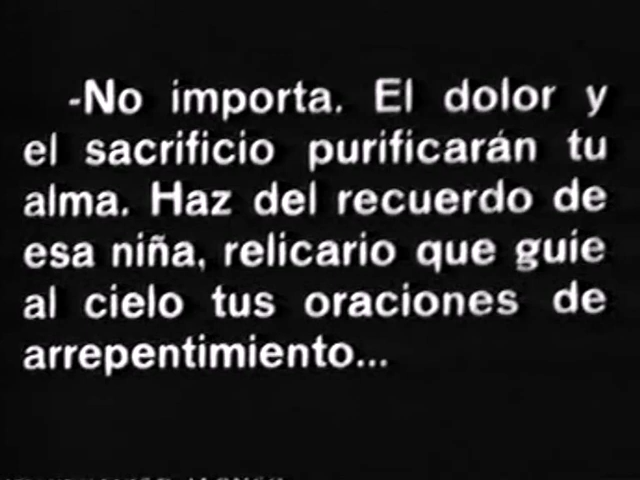 -No importa. El dolor y
el sacrificio purificarán tu
alma. Haz del recuerdo de
esa niña, relicario que guie
al cielo tus oraciones de
arrepentimiento...